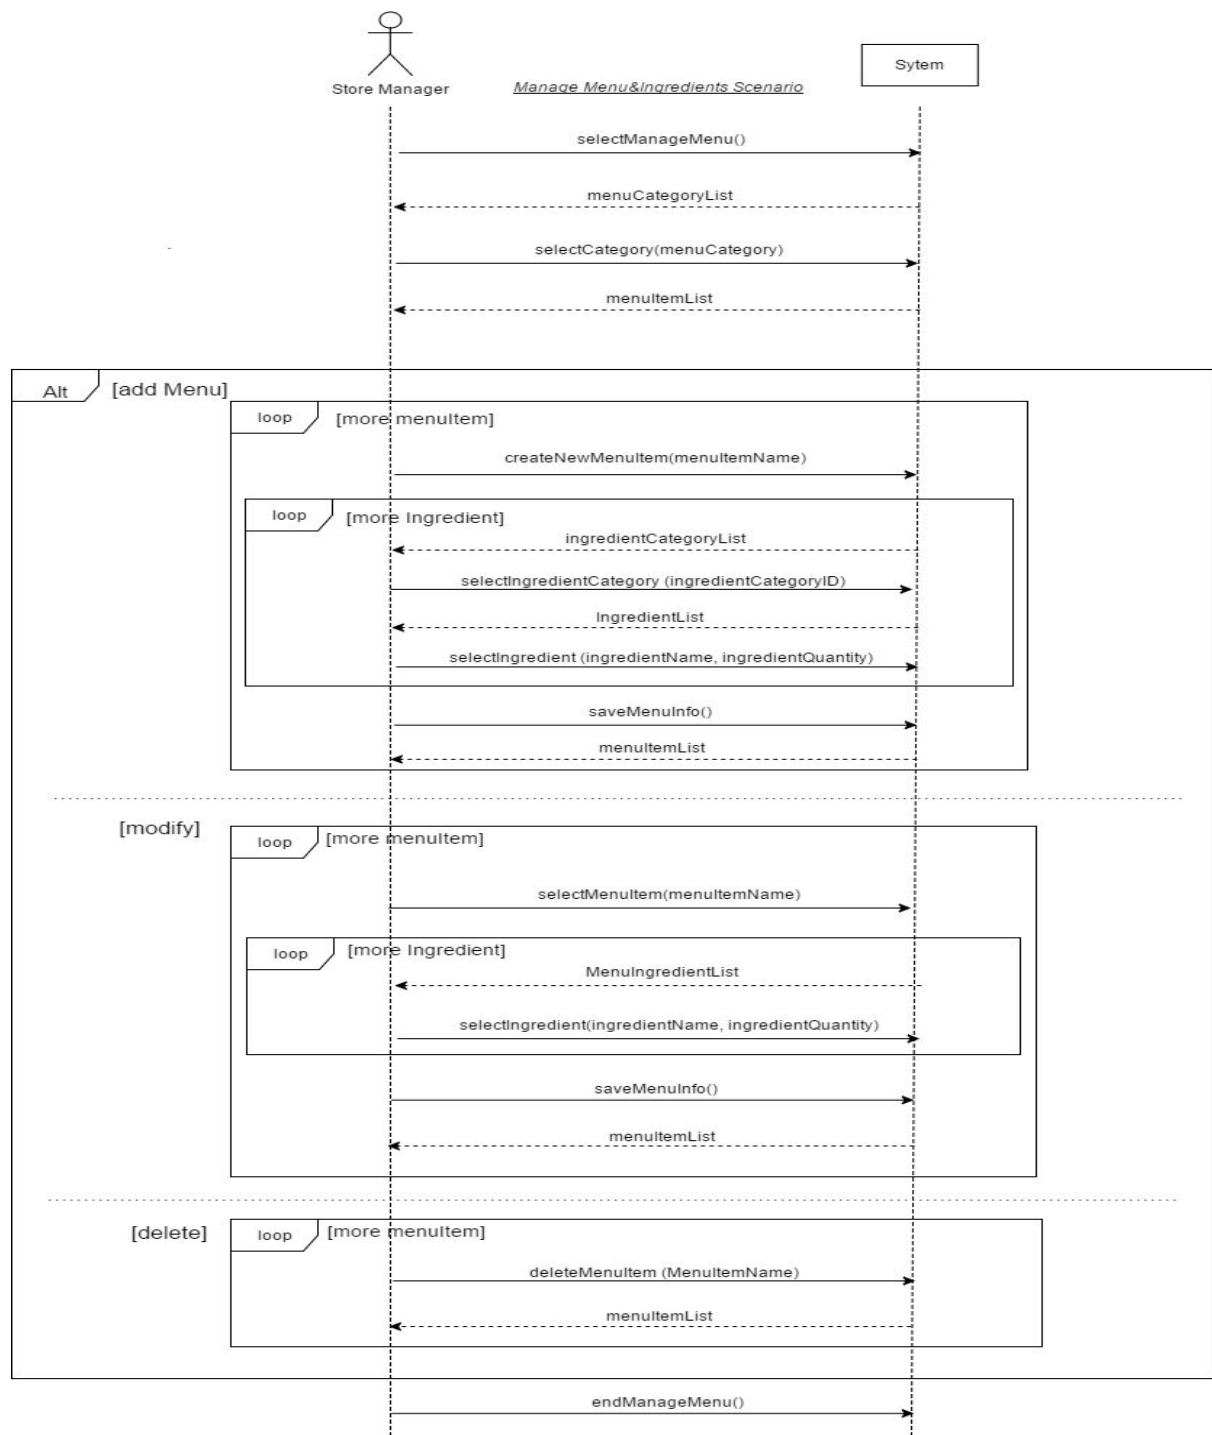 Sytem
Store Manager
Manage Menu&Ingredients Scenario
selectManageMenu()
menuCategoryList
selectCategory(menuCategory)
menuItemList
Alt
[add Menu]
loop
[more menuItem]
createNewMenuItem(menuItemName)
loop
[more Ingredient]
ingredientCategoryList
selectIngredientCategory (ingredientCategoryID)
IngredientList
selectIngredient (ingredientName, ingredientQuantity)
saveMenuInfo()
menuItemList
[modify]
loop
[more menuItem]
selectMenuItem(menuItemName)
loop
[more Ingredient]
MenuIngredientList
selectIngredient(ingredientName, ingredientQuantity)
saveMenuInfo()
menuItemList
[delete]
loop
[more menuItem]
deleteMenuItem (MenuItemName)
menuItemList
endManageMenu()